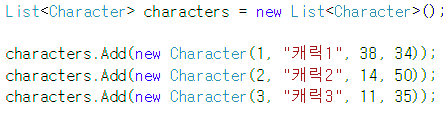 List<Character> characters = new List<Character>();
characters.Add(new Character(1, "캐릭1", 38, 34));
characters.Add(new Character(2, "캐릭2", 14, 50));
characters.Add(new Character(3, "캐릭3", 11, 35));